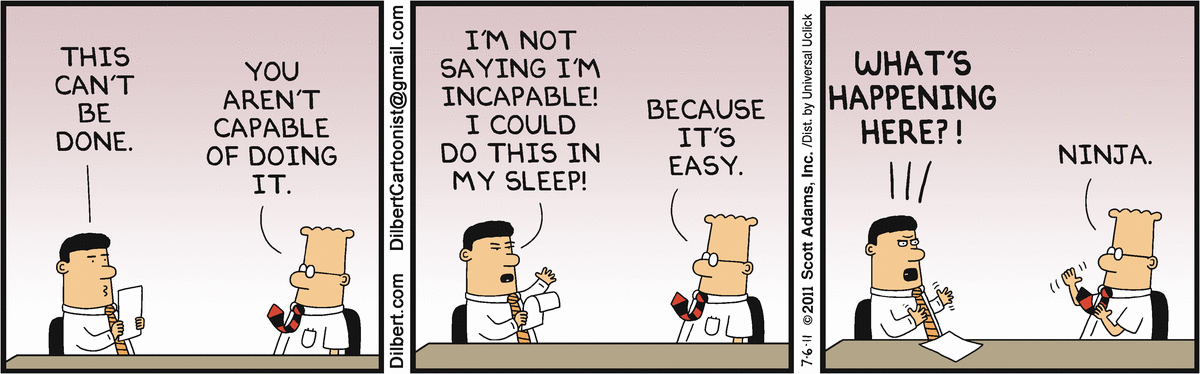 THIS
CAN'T
BE
DONE.
YOU
AREN'T
CAPABLE
OF DOING
IT.
Dilbert.com DilbertCartoonist@gmail.com
I'M NOT
SAYING I'M
INCAPABLE!
I COULD
DO THIS IN
MY SLEEP!
BECAUSE
IT'S
EASY.
7-6-11 ©2011 Scott Adams, Inc. /Dist. by Universal Uclick
WHAT'S
HAPPENING
HERE?!
NINJA.